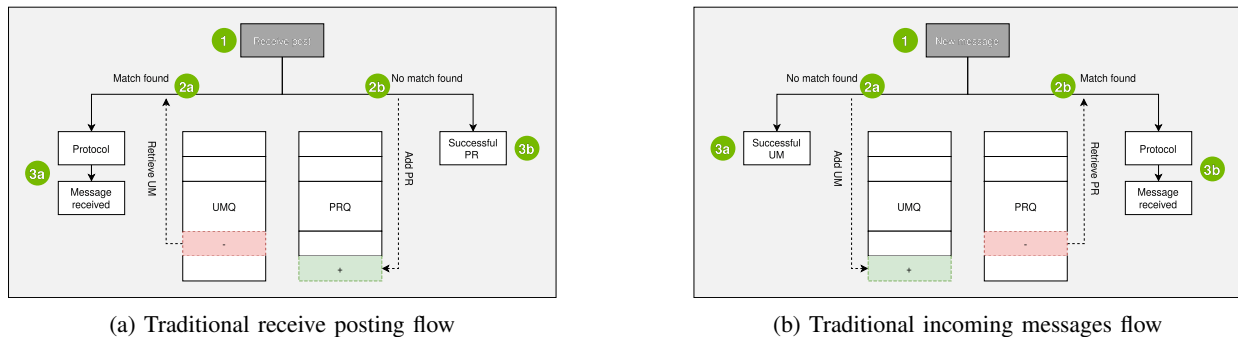 1
Receive post
Match found
2a
2b
No match found
Protocol
3a
Message
received
Retrieve UM
UMQ
-
PRQ
+
Add PR
Successful
PR
3b
(a) Traditional receive posting flow
1
New message
No match found
2a
2b
Match found
3a
Successful
UM
Add UM
UMQ
+
PRQ
-
Retrieve PR
Protocol
3b
Message
received
(b) Traditional incoming messages flow